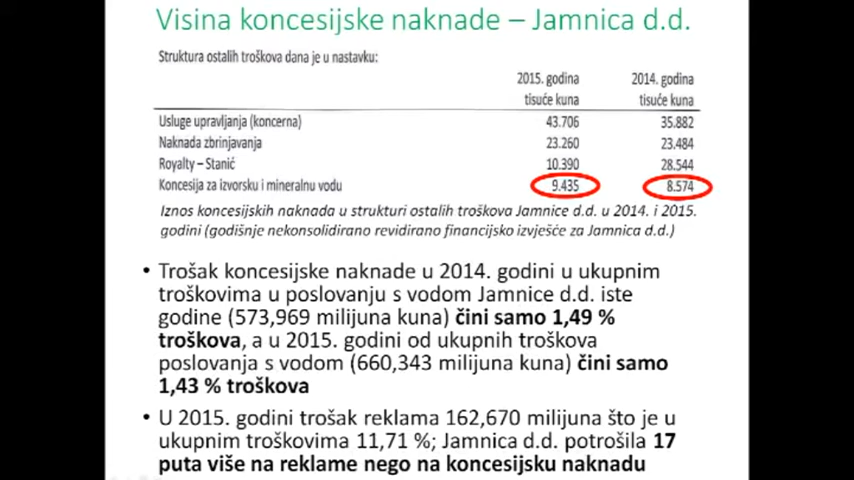 Visina koncesijske naknade – Jamnica d.d.
Struktura ostalih troškova dana je u nastavku:
2015. godina 2014. godina
tisuće kuna tisuće kuna
Usluge upravljanja (koncerna) 43.706 35.882
Naknada zbrinjavanja 23.260 23.484
Royalty – Stanić 10.390 28.544
Koncesija za izvorsku i mineralnu vodu 9.435 8.574
Iznos koncesijskih naknada u strukturi ostalih troškova Jamnice d.d. u 2014. i 2015.
godini (godišnje nekonsolidirano revidirano financijsko izvješće za Jamnica d.d.)
• Trošak koncesijske naknade u 2014. godini u ukupnim
troškovima u poslovanju s vodom Jamnice d.d. iste
godine (573,969 milijuna kuna) čini samo 1,49 %
troškova, a u 2015. godini od ukupnih troškova
poslovanja s vodom (660,343 milijuna kuna) čini samo
1,43 % troškova
• U 2015. godini trošak reklama 162,670 milijuna što je u
ukupnim troškovima 11,71 %; Jamnica d.d. potrošila 17
puta više na reklame nego na koncesijsku naknadu